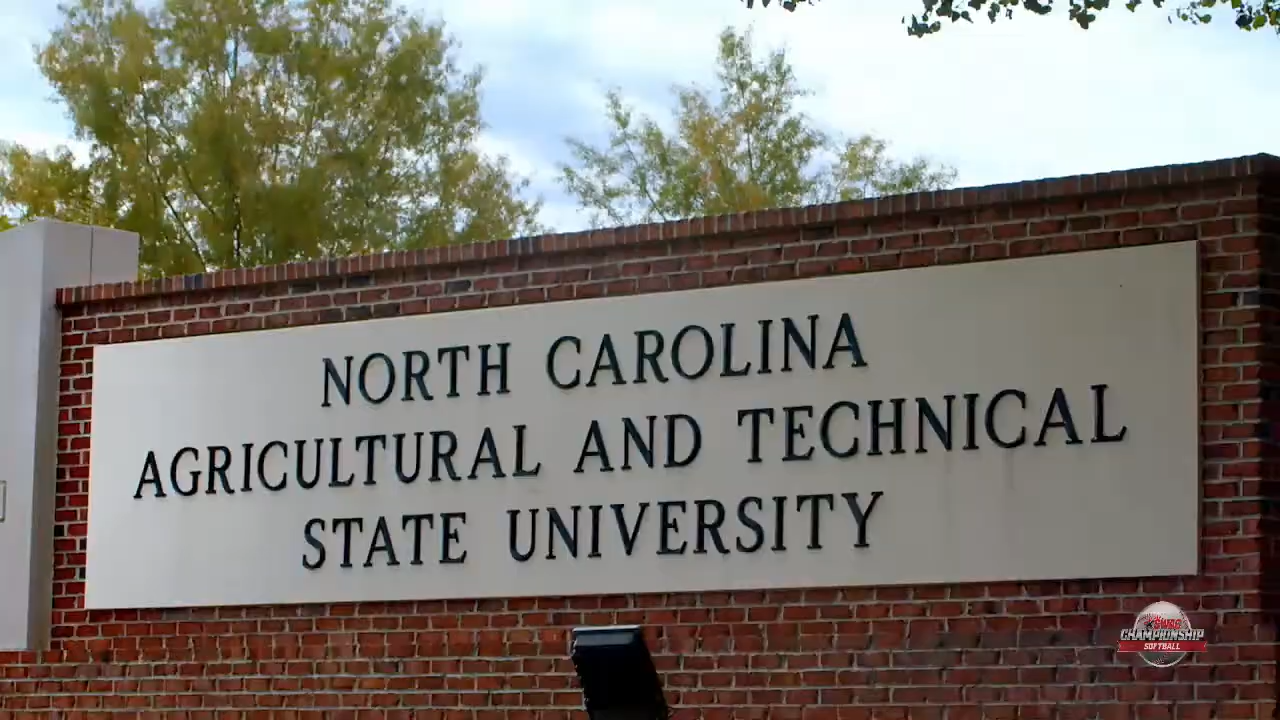 NORTH CAROLINA
AGRICULTURAL AND TECHNICAL
STATE UNIVERSITY
CHAMPIONSHIP
SOFTBALL